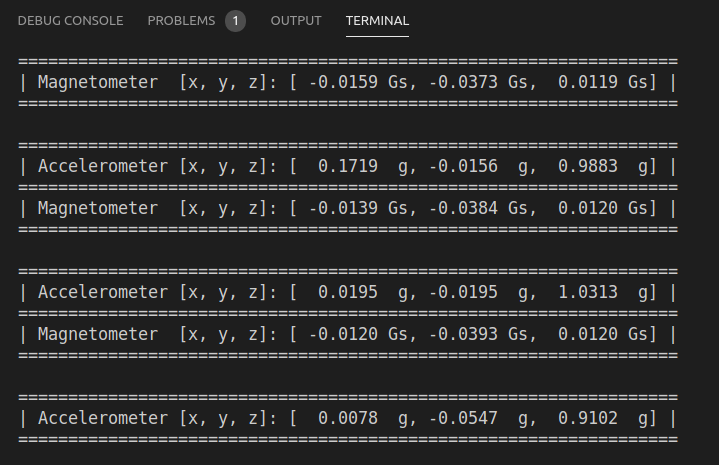 DEBUG CONSOLE PROBLEMS 1 OUTPUT TERMINAL
==================================================================
| Magnetometer  [x, y, z]: [ -0.0159 Gs, -0.0373 Gs,  0.0119 Gs] |
==================================================================
==================================================================
| Accelerometer [x, y, z]: [  0.1719  g, -0.0156  g,  0.9883  g] |
==================================================================
| Magnetometer  [x, y, z]: [ -0.0139 Gs, -0.0384 Gs,  0.0120 Gs] |
==================================================================
==================================================================
| Accelerometer [x, y, z]: [  0.0195  g, -0.0195  g,  1.0313  g] |
==================================================================
| Magnetometer  [x, y, z]: [ -0.0120 Gs, -0.0393 Gs,  0.0120 Gs] |
==================================================================
==================================================================
| Accelerometer [x, y, z]: [  0.0078  g, -0.0547  g,  0.9102  g] |
==================================================================